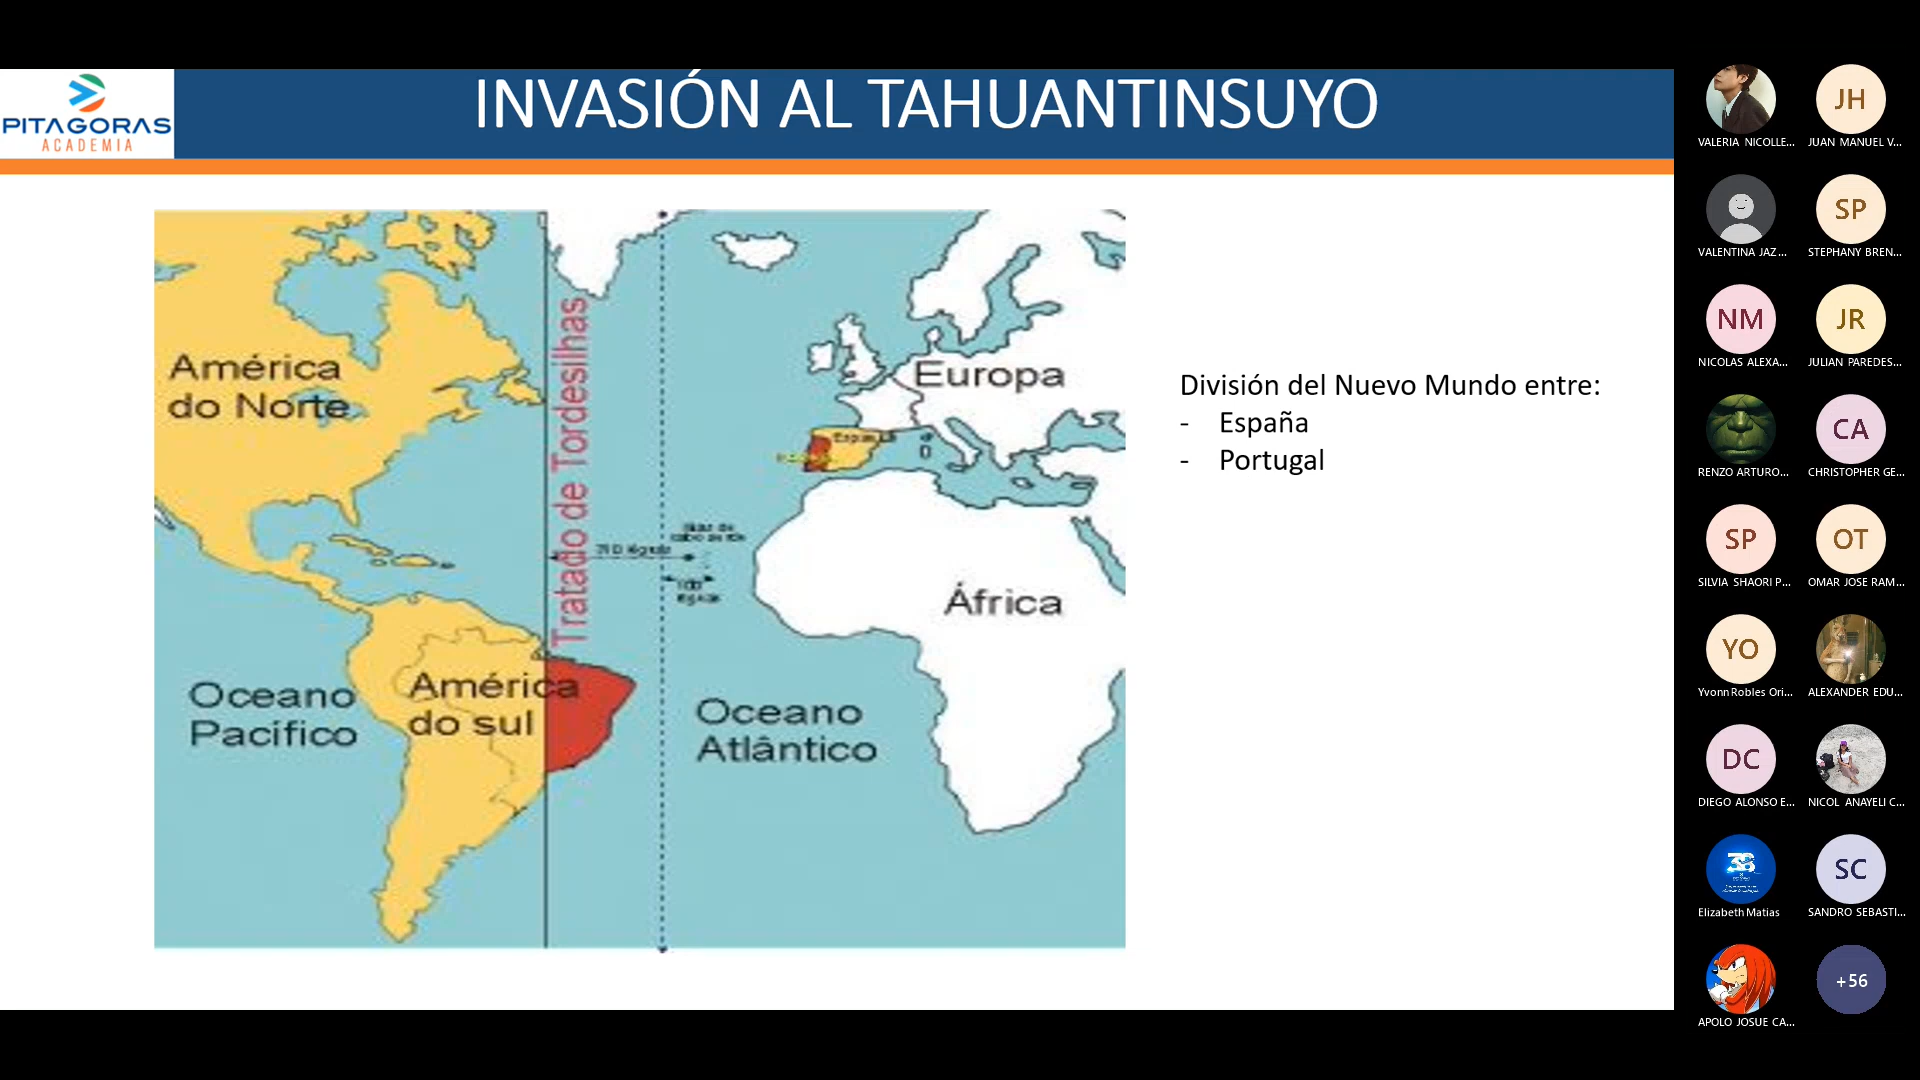 INVASIÓN AL TAHUANTINSUYO
PITAGORAS
ACADEMIA
América
do Norte
Tratado de Tordesilhas
Europa
África
América
do sul
Oceano
Pacífico
Oceano
Atlântico
División del Nuevo Mundo entre:
- España
- Portugal
VALERIA NICOLLE...
JH
JUAN MANUEL V...
VALENTINA JAZ...
SP
STEPHANY BREN...
NM
NICOLAS ALEXA...
JR
JULIAN PAREDES...
RENZO ARTURO...
CA
CHRISTOPHER GE...
SP
SILVIA SHAORI P...
OT
OMAR JOSE RAM...
YO
Yvonn Robles Ori...
ALEXANDER EDU...
DC
DIEGO ALONSO E...
NICOL ANAYELI C...
38
Elizabeth Matias
SC
SANDRO SEBASTI...
APOLO JOSUE CA...
+56